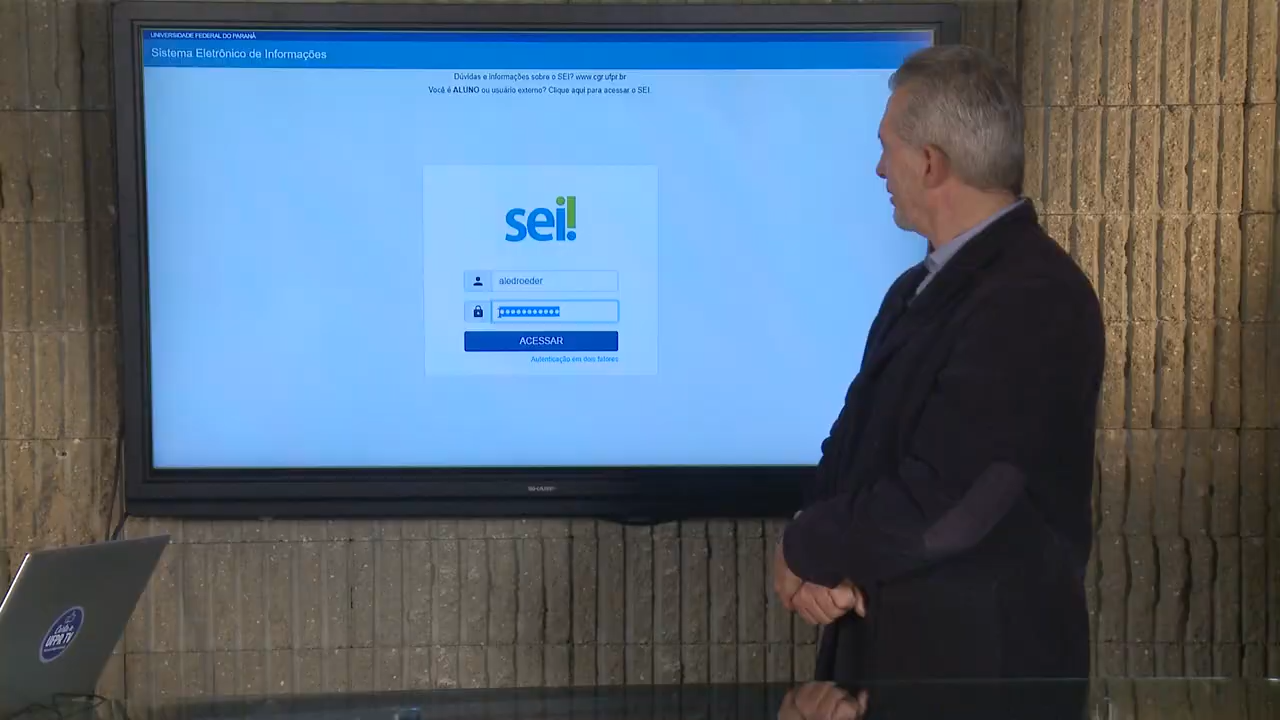 UNIVERSIDADE FEDERAL DO PARANÁ
Sistema Eletrônico de Informações
Dúvidas e informações sobre o SEI? www.cgr.ufpr.br
Você é ALUNO ou usuário externo? Clique aqui para acessar o SEI.
sei!
aledroeder
ACESSAR
Autenticação em dois fatores
SHARP
UFPR TV